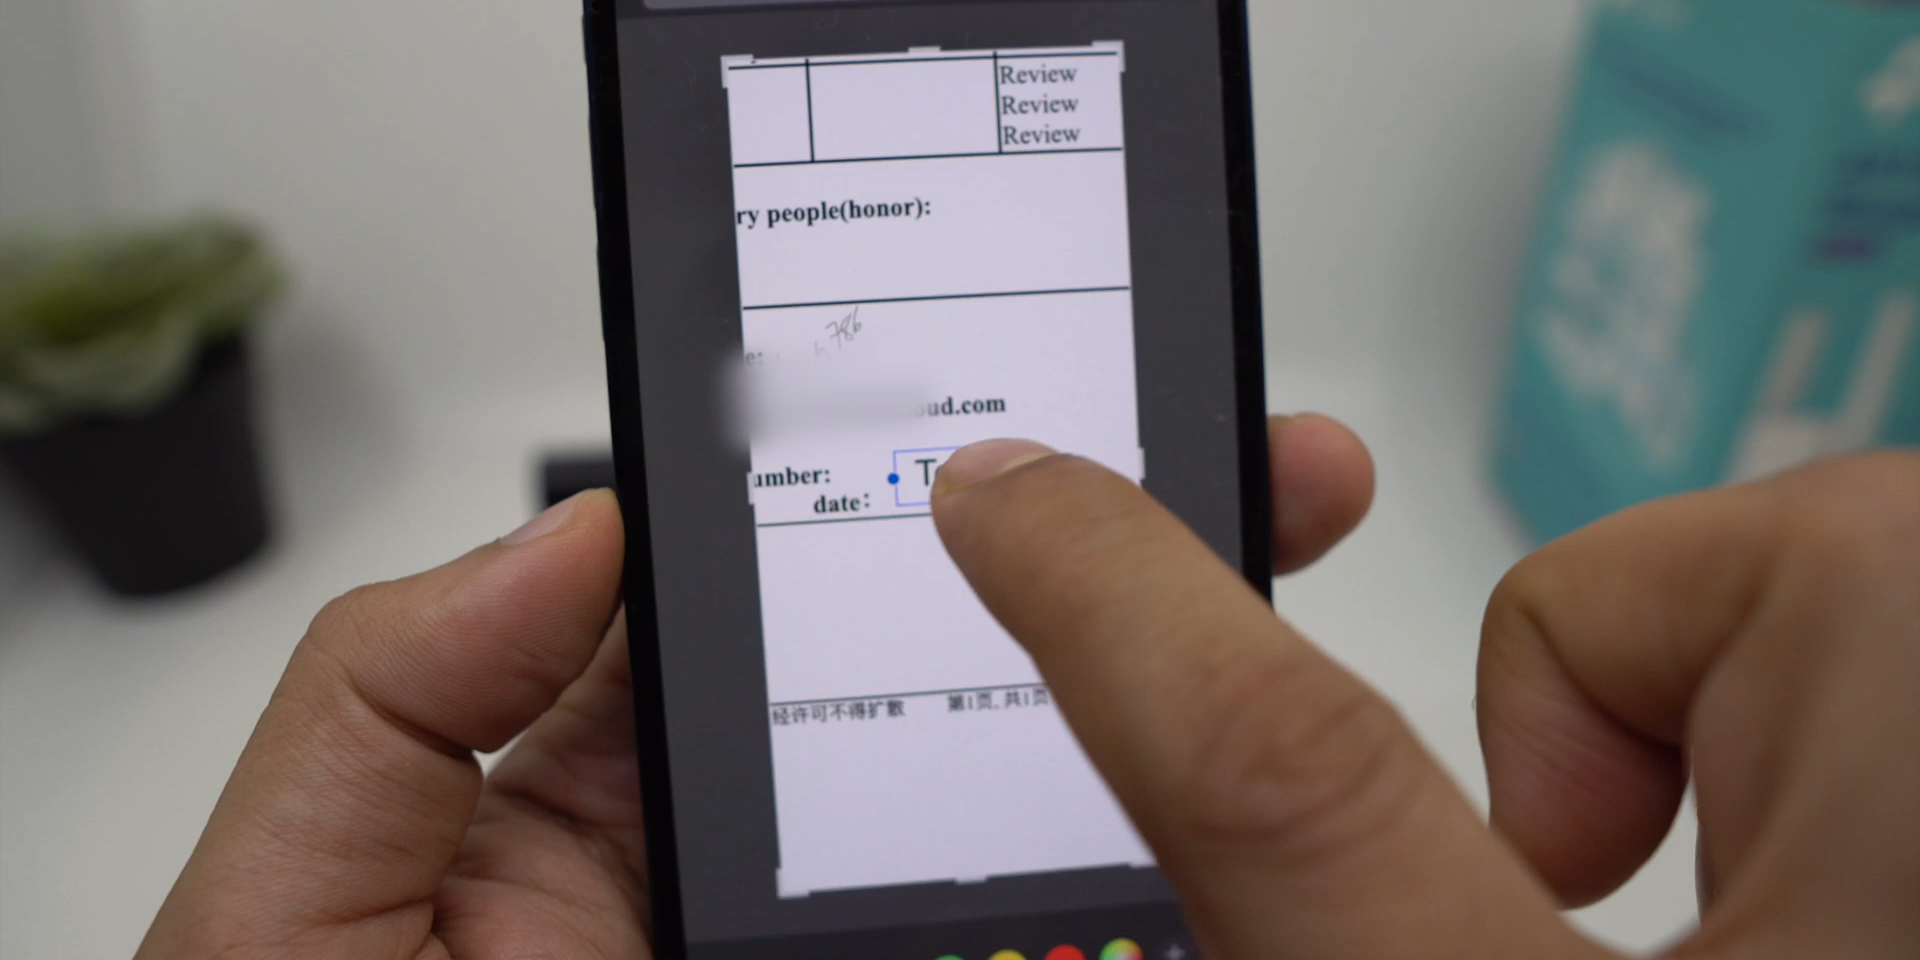 Review
Review
Review
ry people(honor):
786
e:
oud.com
umber:
T
date:
经许可不得扩散 第1页, 共1页